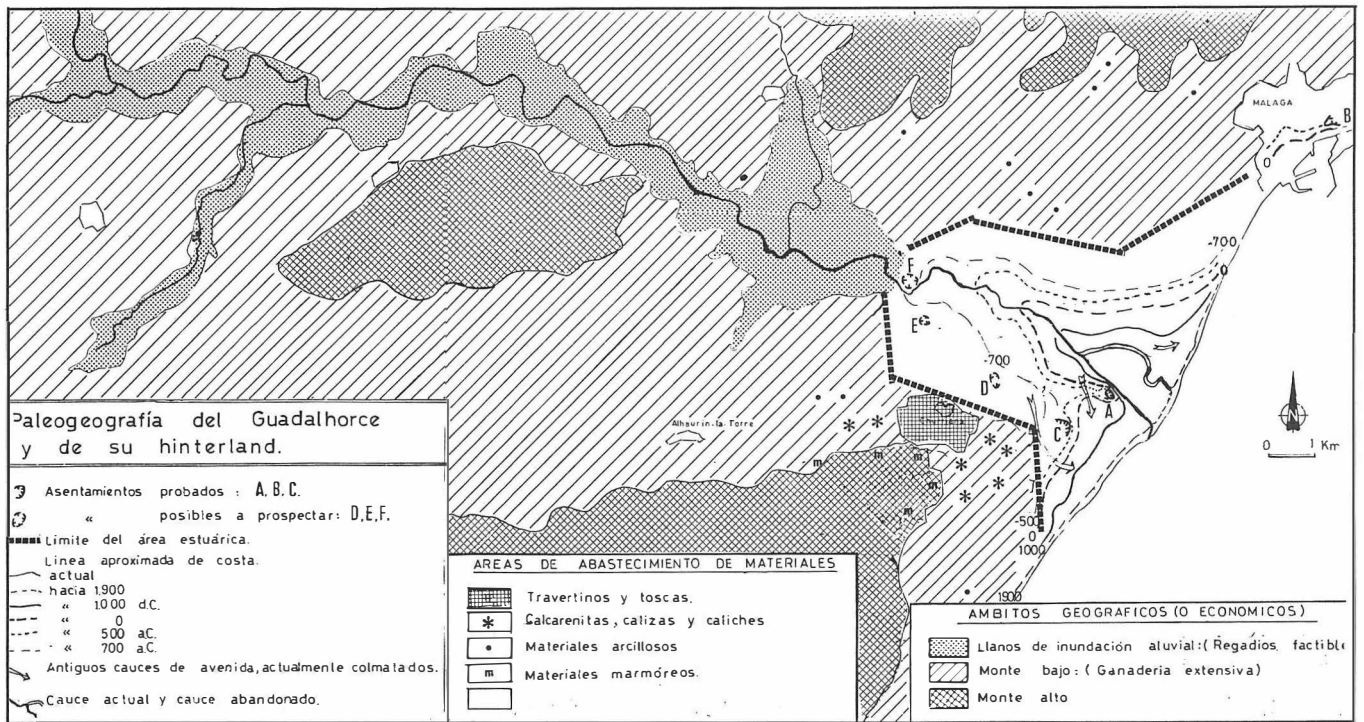 MALAGA
B
0
-700
0
F
E
-700
D
A
C
Alhaurin-la-Torre
m
m
m
m
m
-500
0
1000
1900
N
0 1 Km
Paleogeografía del Guadalhorce
y de su hinterland.
Asentamientos probados : A, B, C.
“ posibles a prospectar: D, E, F.
Límite del área estuárica.
Linea aproximada de costa.
actual
hacia 1.900
“ 1.000 d.C.
“ 0
“ 500 a.C.
“ 700 a.C.
Antiguos cauces de avenida, actualmente colmatados.
Cauce actual y cauce abandonado.
AREAS DE ABASTECIMIENTO DE MATERIALES
Travertinos y toscas.
Calcarenitas, calizas y caliches
Materiales arcillosos
m Materiales marmóreos.
AMBITOS GEOGRAFICOS (O ECONOMICOS)
Llanos de inundación aluvial: (Regadíos factible
Monte bajo: ( Ganaderia extensiva)
Monte alto